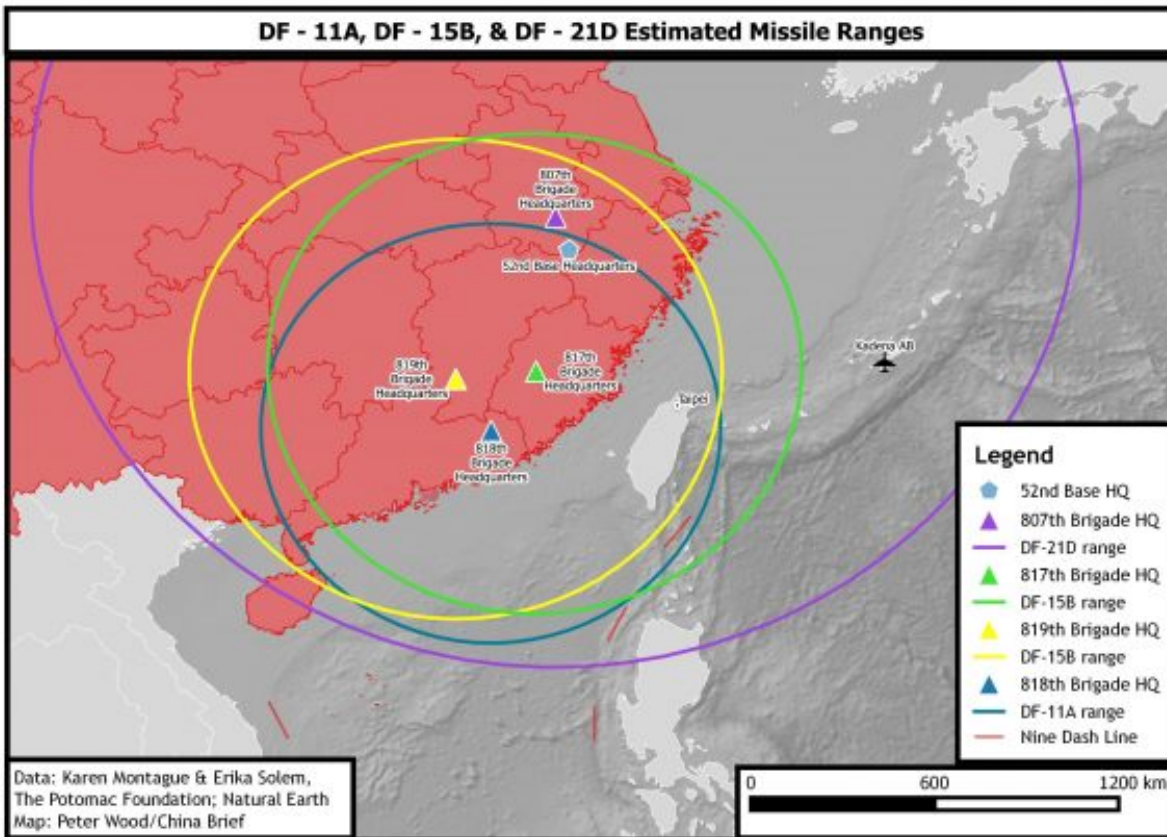 DF - 11A, DF - 15B, & DF - 21D Estimated Missile Ranges
807th
Brigade
Headquarters
52nd Base Headquarters
819th
Brigade
Headquarters
817th
Brigade
Headquarters
818th
Brigade
Headquarters
Taipei
Kadena AB
Legend
52nd Base HQ
807th Brigade HQ
DF-21D range
817th Brigade HQ
DF-15B range
819th Brigade HQ
DF-15B range
818th Brigade HQ
DF-11A range
Nine Dash Line
Data: Karen Montague & Erika Solem,
The Potomac Foundation; Natural Earth
Map: Peter Wood/China Brief
0 600 1200 km